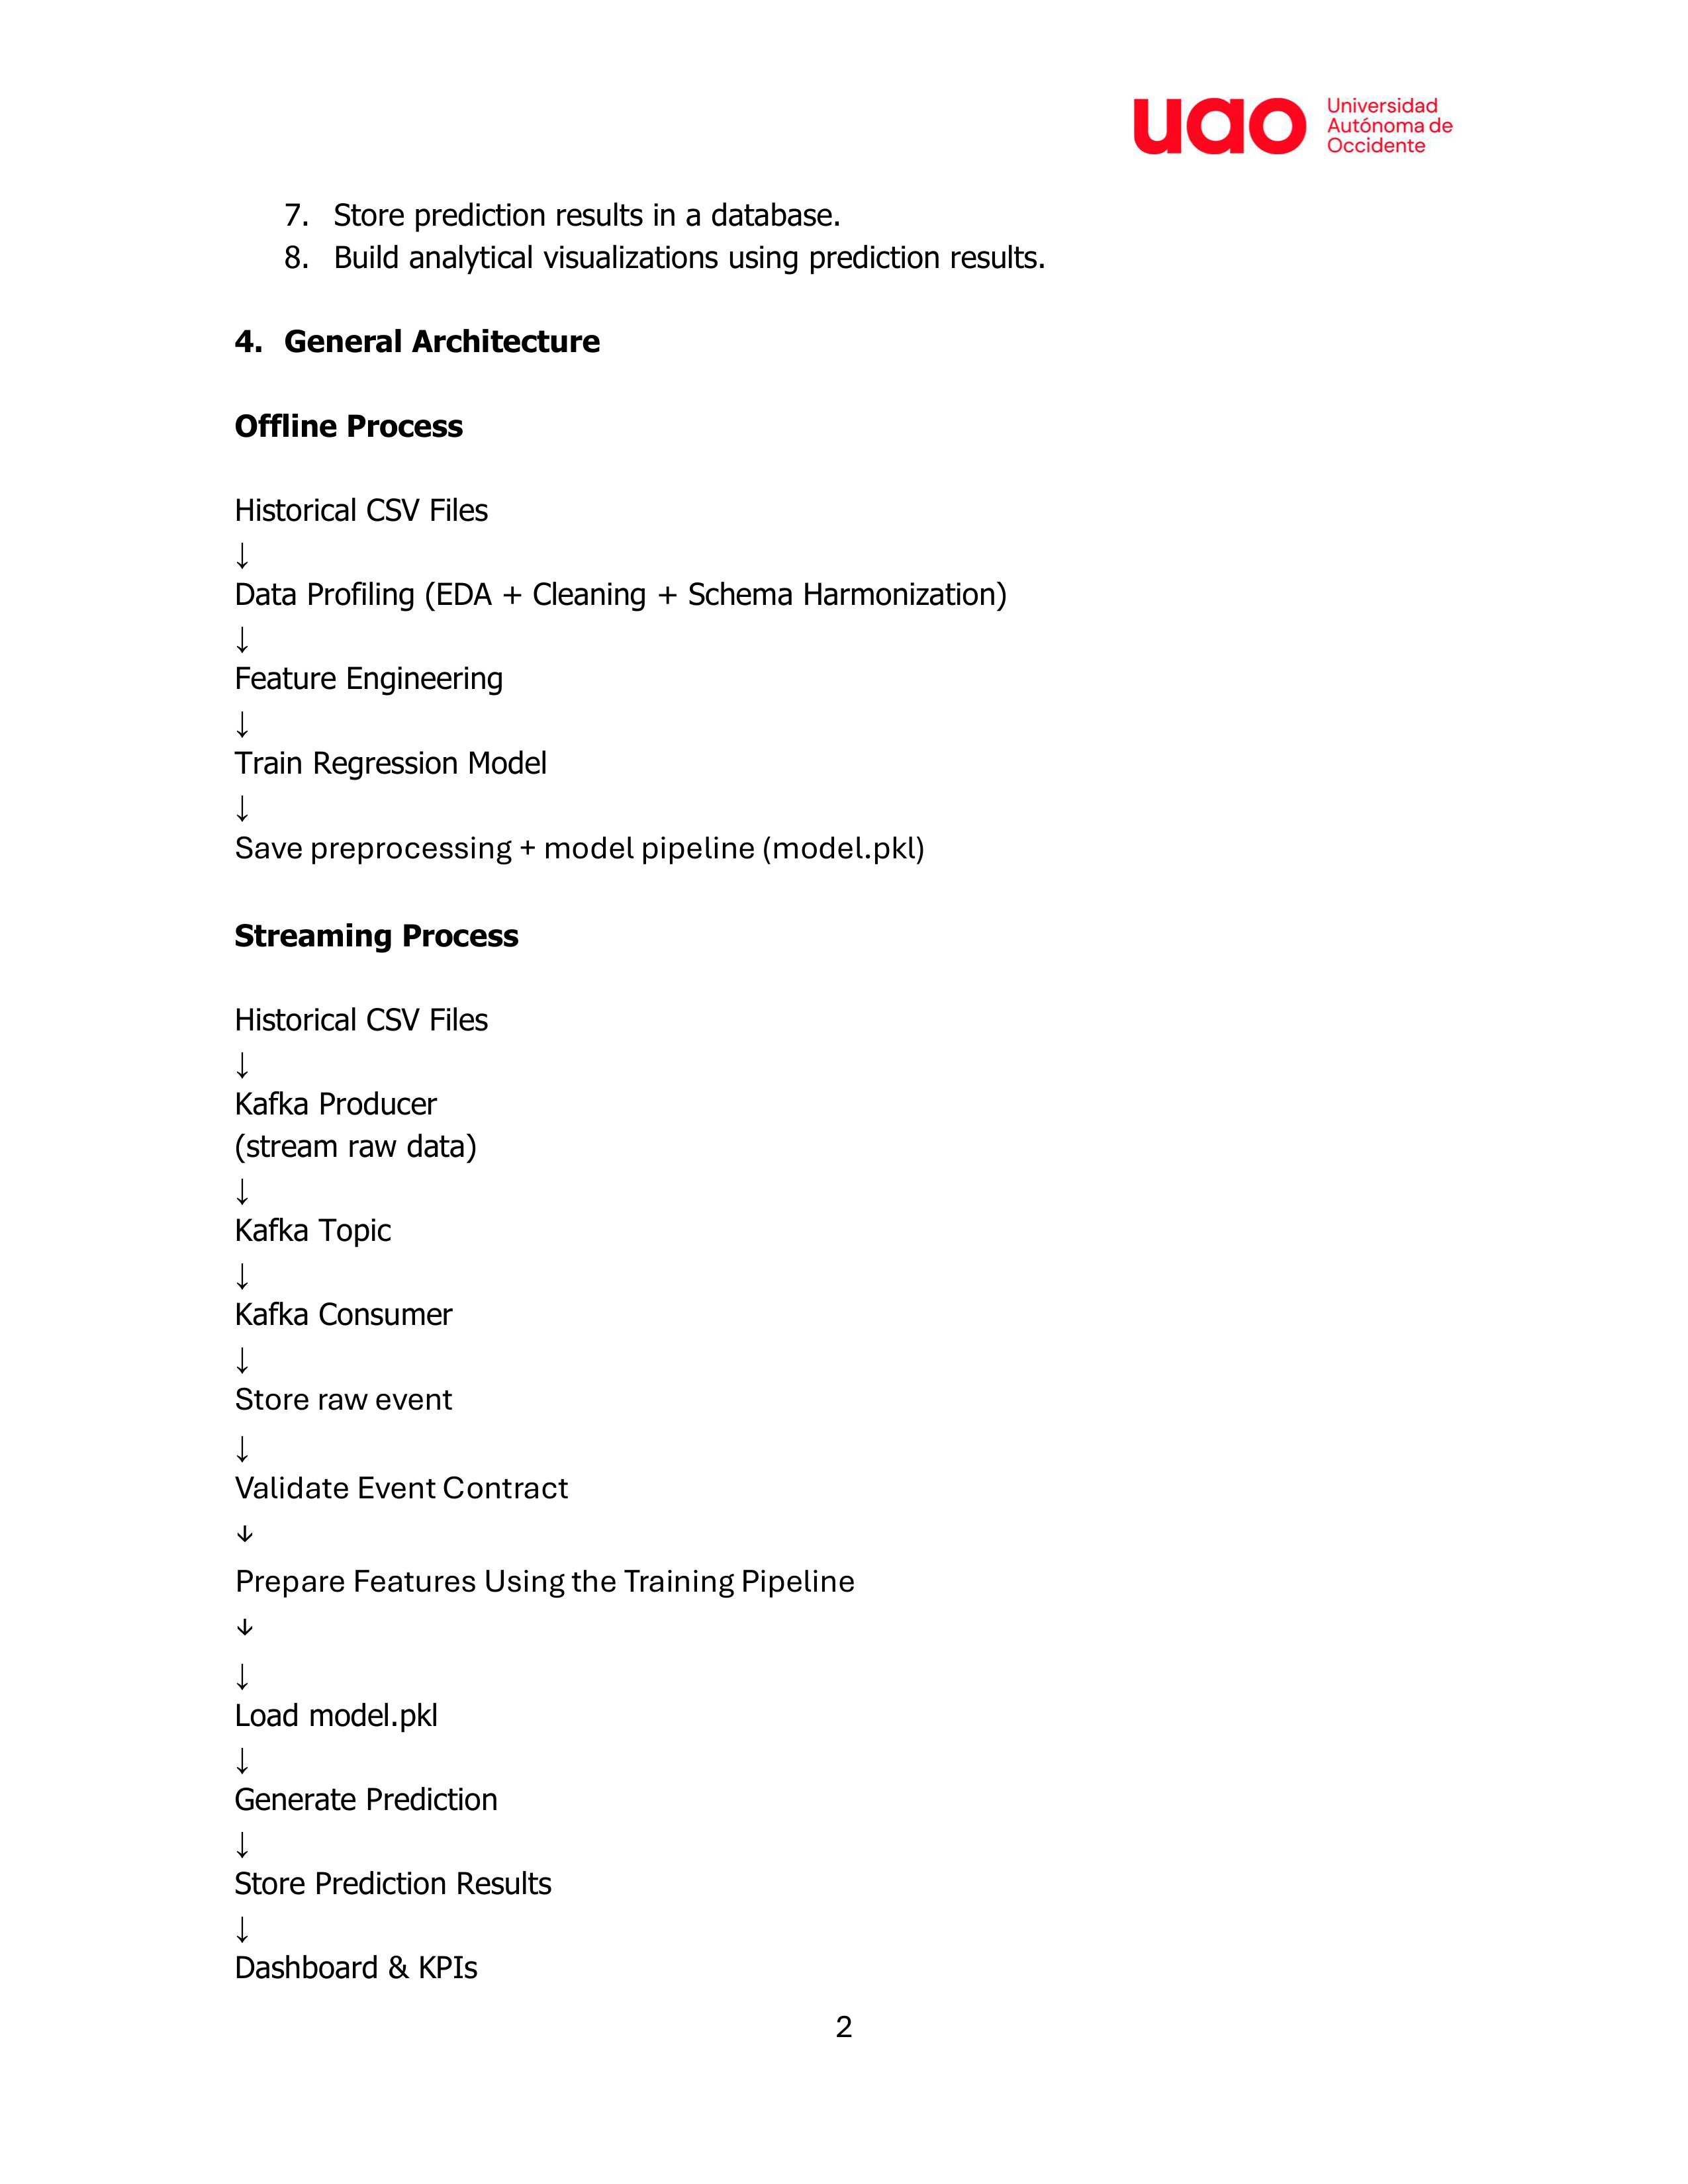 uao
Universidad
Autónoma de
Occidente
7. Store prediction results in a database.
8. Build analytical visualizations using prediction results.
4. General Architecture
Offline Process
Historical CSV Files
↓
Data Profiling (EDA + Cleaning + Schema Harmonization)
↓
Feature Engineering
↓
Train Regression Model
↓
Save preprocessing + model pipeline (model.pkl)
Streaming Process
Historical CSV Files
↓
Kafka Producer
(stream raw data)
↓
Kafka Topic
↓
Kafka Consumer
↓
Store raw event
↓
Validate Event Contract
↓
Prepare Features Using the Training Pipeline
↓
↓
Load model.pkl
↓
Generate Prediction
↓
Store Prediction Results
↓
Dashboard & KPIs
2